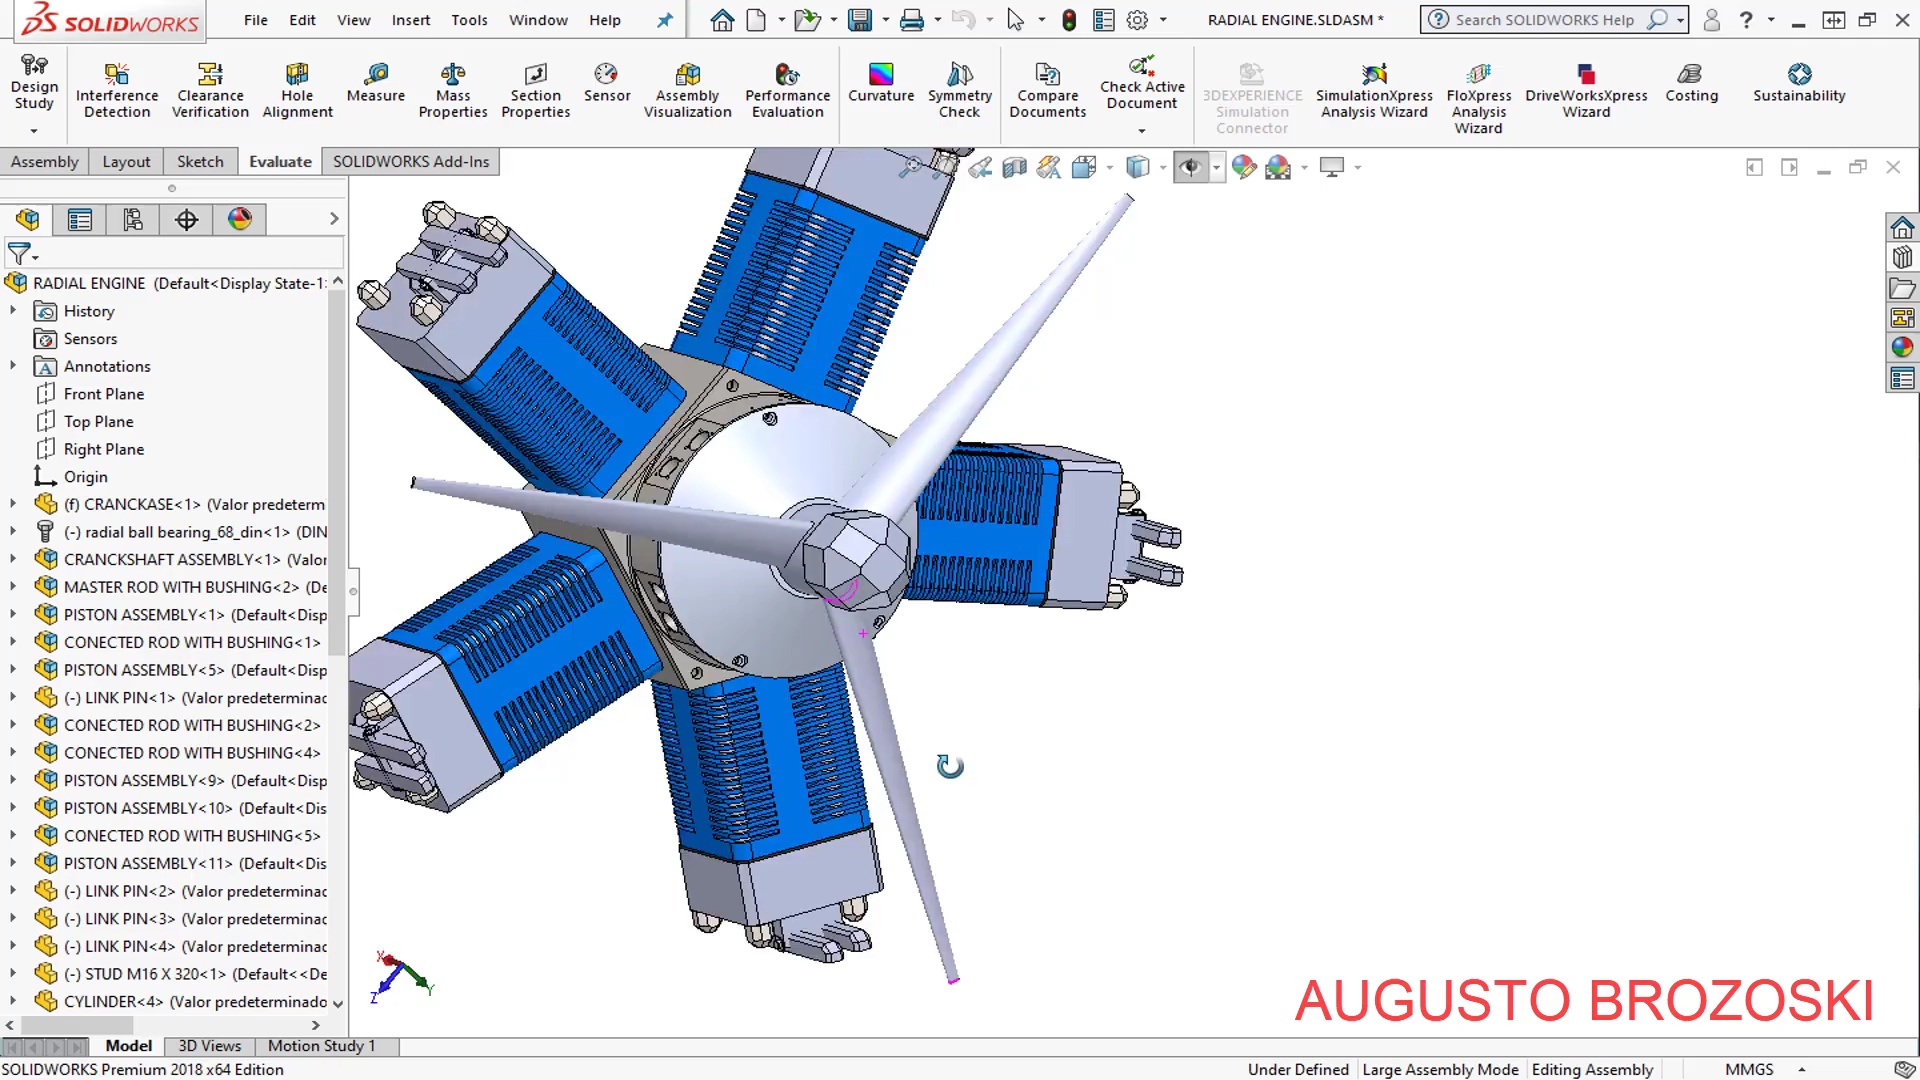 SOLIDWORKS
File Edit View Insert Tools Window Help
RADIAL ENGINE.SLDASM *
Search SOLIDWORKS Help
Design Study
Interference Detection
Clearance Verification
Hole Alignment
Measure
Mass Properties
Section Properties
Sensor
Assembly Visualization
Performance Evaluation
Curvature
Symmetry Check
Compare Documents
Check Active Document
3DEXPERIENCE Simulation Connector
SimulationXpress Analysis Wizard
FloXpress Analysis Wizard
DriveWorksXpress Wizard
Costing
Sustainability
Assembly Layout Sketch Evaluate SOLIDWORKS Add-Ins
RADIAL ENGINE (Default<Display State-1
History
Sensors
Annotations
Front Plane
Top Plane
Right Plane
Origin
(f) CRANCKASE<1> (Valor predeterm
(-) radial ball bearing_68_din<1> (DIN
CRANCKSHAFT ASSEMBLY<1> (Valor
MASTER ROD WITH BUSHING<2> (De
PISTON ASSEMBLY<1> (Default<Disp
CONECTED ROD WITH BUSHING<1>
PISTON ASSEMBLY<5> (Default<Disp
(-) LINK PIN<1> (Valor predeterminad
CONECTED ROD WITH BUSHING<2>
CONECTED ROD WITH BUSHING<4>
PISTON ASSEMBLY<9> (Default<Disp
PISTON ASSEMBLY<10> (Default<Dis
CONECTED ROD WITH BUSHING<5>
PISTON ASSEMBLY<11> (Default<Dis
(-) LINK PIN<2> (Valor predeterminac
(-) LINK PIN<3> (Valor predeterminac
(-) LINK PIN<4> (Valor predeterminac
(-) STUD M16 X 320<1> (Default<<De
CYLINDER<4> (Valor predeterminado
X
Y
Z
AUGUSTO BROZOSKI
Model 3D Views Motion Study 1
SOLIDWORKS Premium 2018 x64 Edition
Under Defined Large Assembly Mode Editing Assembly MMGS